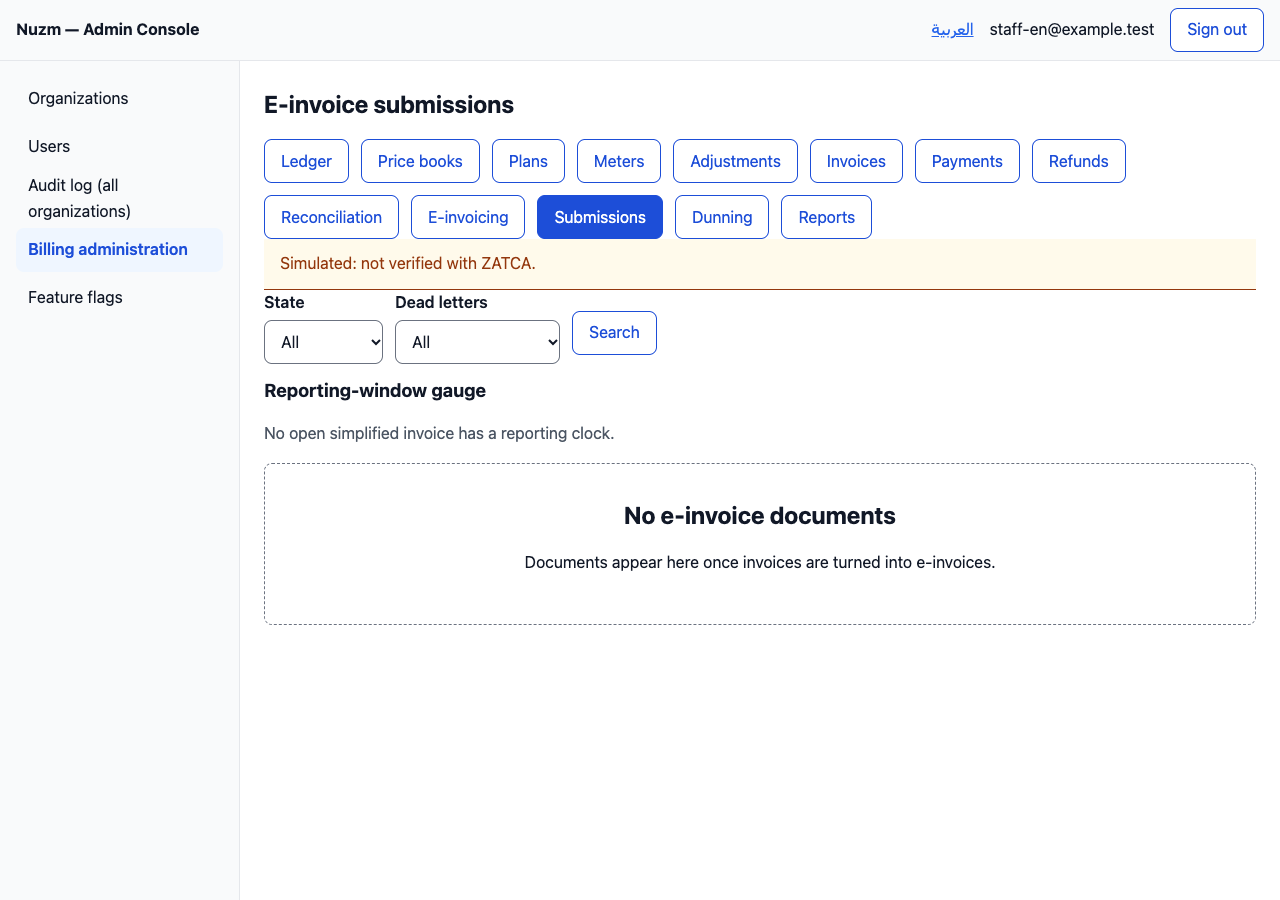 Nuzm — Admin Console
العربية
staff-en@example.test
Sign out
Organizations
Users
Audit log (all
organizations)
Billing administration
Feature flags
E-invoice submissions
Ledger
Price books
Plans
Meters
Adjustments
Invoices
Payments
Refunds
Reconciliation
E-invoicing
Submissions
Dunning
Reports
Simulated: not verified with ZATCA.
State
Dead letters
All
All
Search
Reporting-window gauge
No open simplified invoice has a reporting clock.
No e-invoice documents
Documents appear here once invoices are turned into e-invoices.